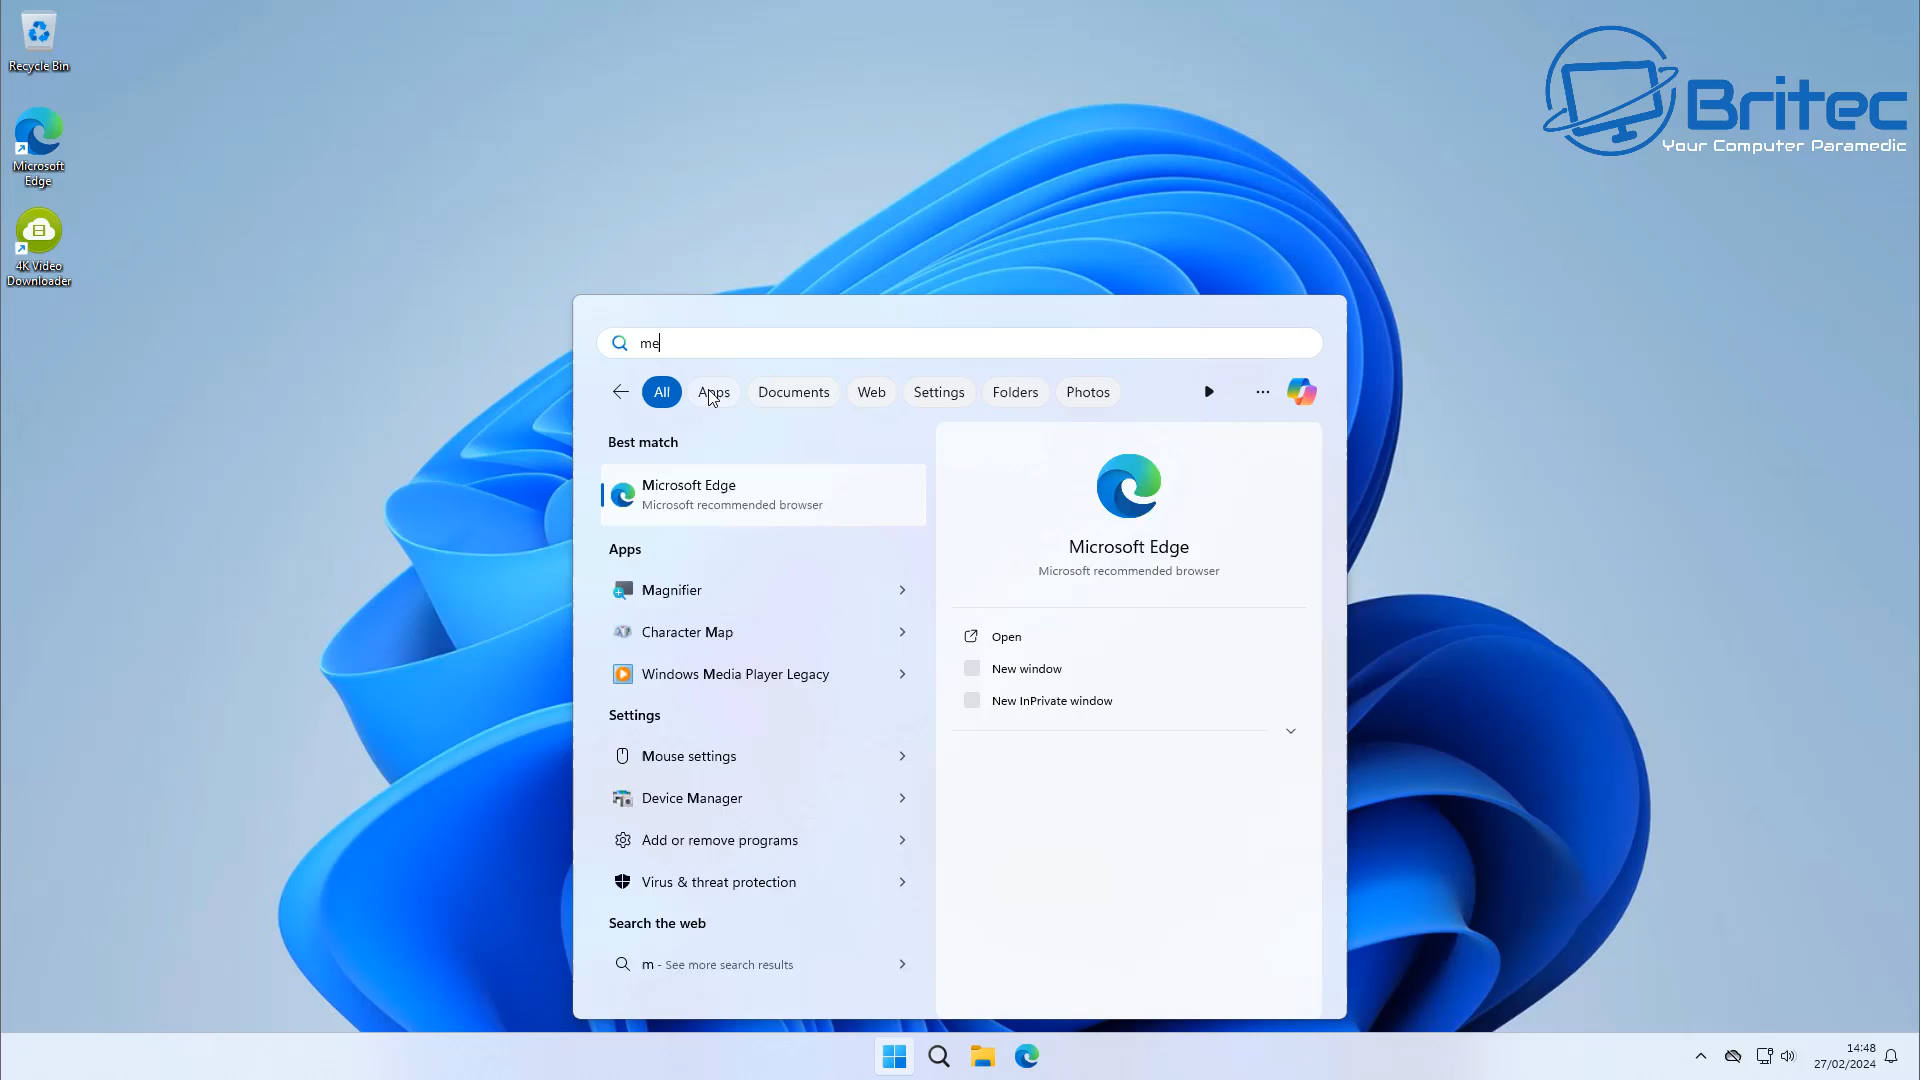 Recycle Bin
Microsoft
Edge
4K Video
Downloader
Britec
Your Computer Paramedic
me
All
Apps
Documents
Web
Settings
Folders
Photos
Best match
Microsoft Edge
Microsoft recommended browser
Apps
Magnifier
Character Map
Windows Media Player Legacy
Settings
Mouse settings
Device Manager
Add or remove programs
Virus & threat protection
Search the web
m - See more search results
Microsoft Edge
Microsoft recommended browser
Open
New window
New InPrivate window
14:48
27/02/2024